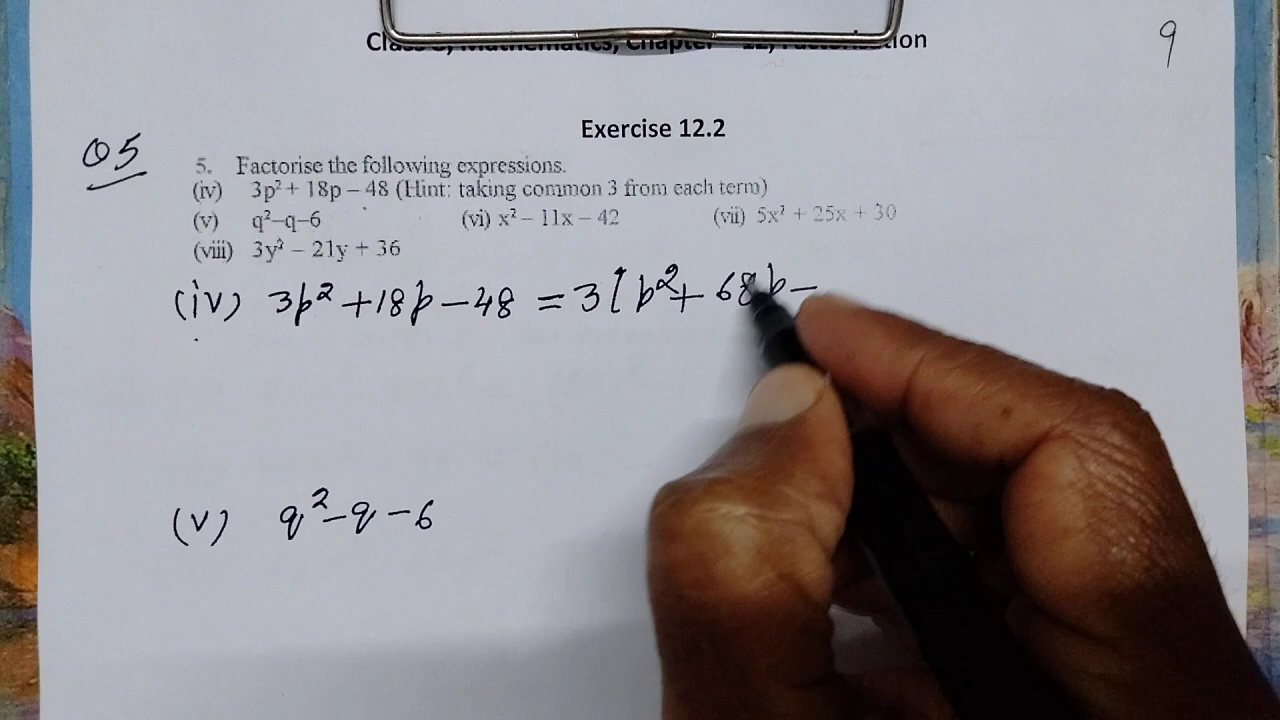 9
Exercise 12.2
Q5
5. Factorise the following expressions.
(iv) 3p² + 18p – 48 (Hint: taking common 3 from each term)
(v) q²–q–6 (vi) x² – 11x – 42 (vii) 5x² + 25x + 30
(viii) 3y² – 21y + 36
(iv) 3p² + 18p – 48 = 3[p² + 68p –
(v) q² – q – 6